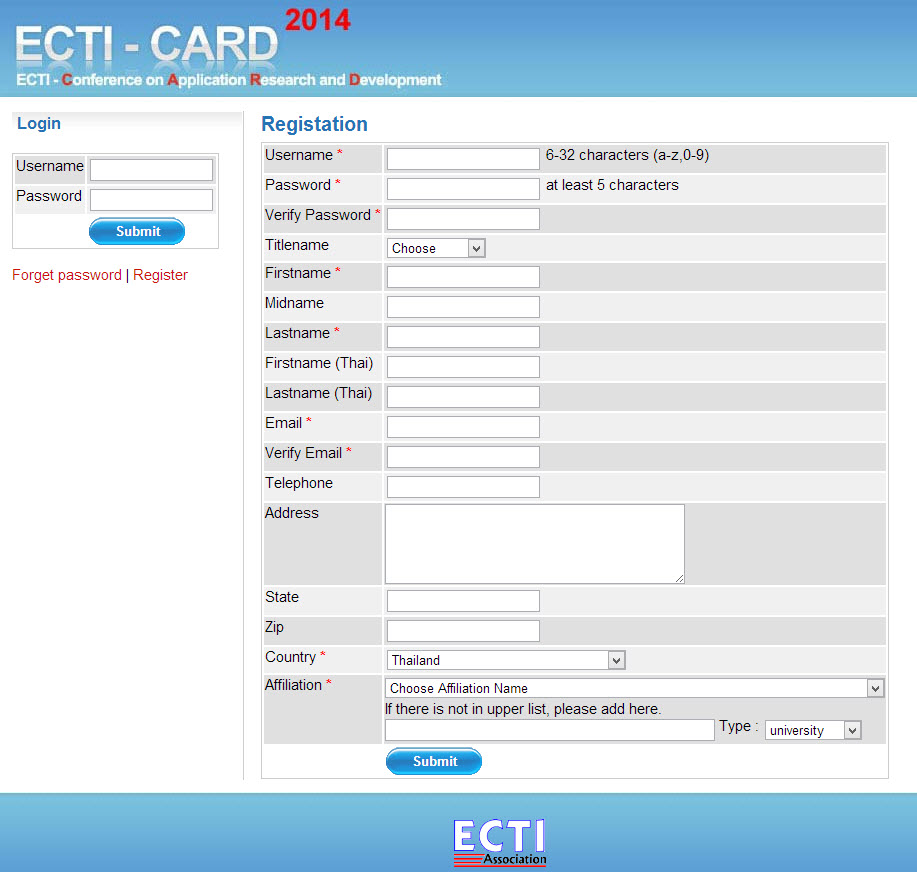 ECTI - CARD 2014
ECTI - Conference on Application Research and Development
Login
Username
Password
Submit
Forget password | Register
Registation
Username * 6-32 characters (a-z,0-9)
Password * at least 5 characters
Verify Password *
Titlename Choose
Firstname *
Midname
Lastname *
Firstname (Thai)
Lastname (Thai)
Email *
Verify Email *
Telephone
Address
State
Zip
Country * Thailand
Affiliation * Choose Affiliation Name
If there is not in upper list, please add here.
Type : university
Submit
ECTI
Association